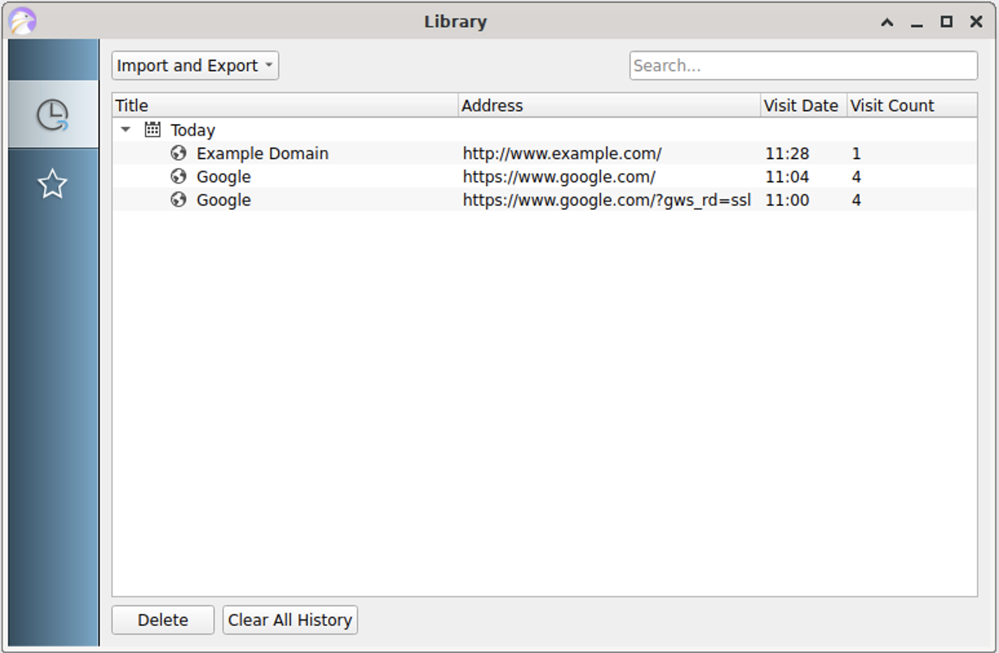 Library
Import and Export
Search...
Title Address Visit Date Visit Count
Today
Example Domain http://www.example.com/ 11:28 1
Google https://www.google.com/ 11:04 4
Google https://www.google.com/?gws_rd=ssl 11:00 4
Delete Clear All History